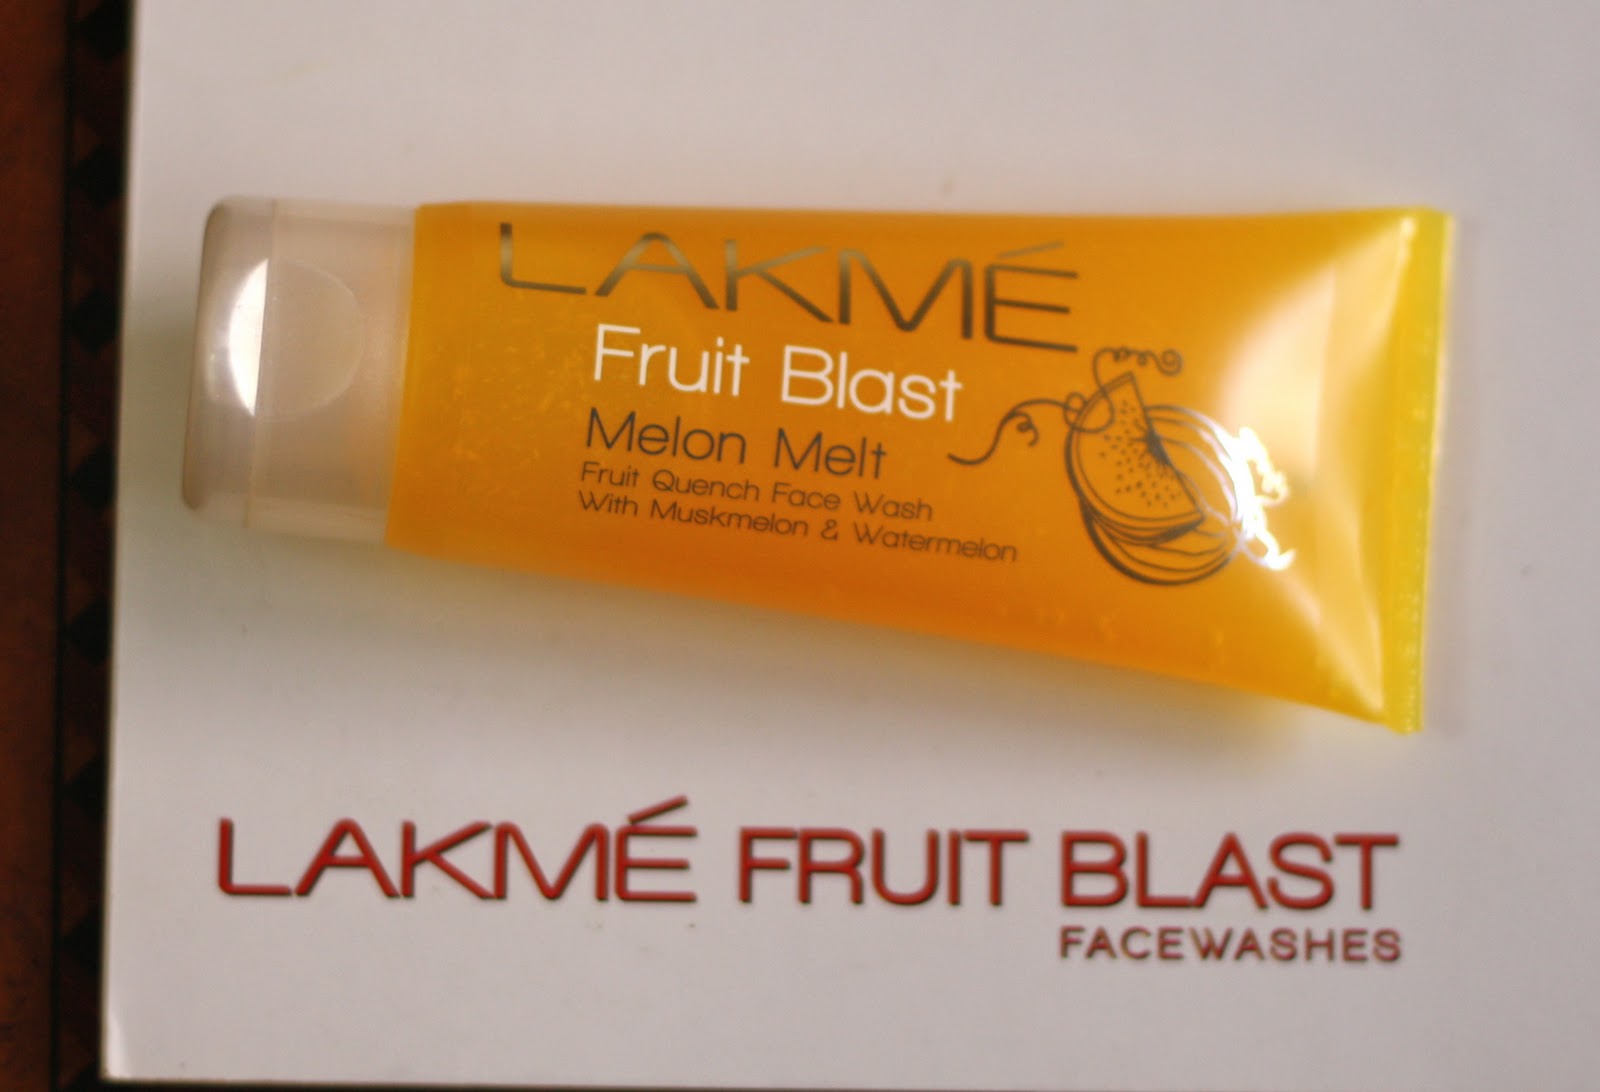 LAKMÉ
Fruit Blast
Melon Melt
Fruit Quench Face Wash
With Muskmelon & Watermelon
LAKMÉ FRUIT BLAST
FACEWASHES